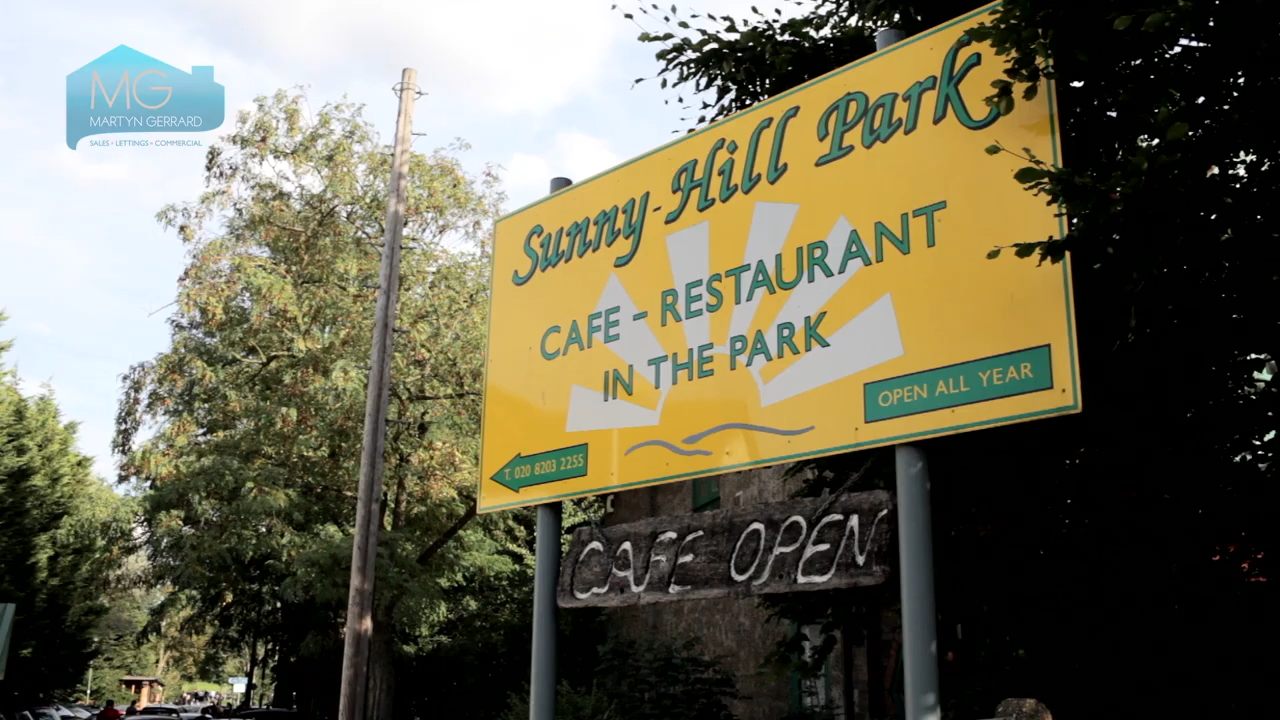 MG
MARTYN GERRARD
SALES • LETTINGS • COMMERCIAL
Sunny-Hill Park
CAFE - RESTAURANT
IN THE PARK
OPEN ALL YEAR
T. 020 8203 2255
CAFE OPEN